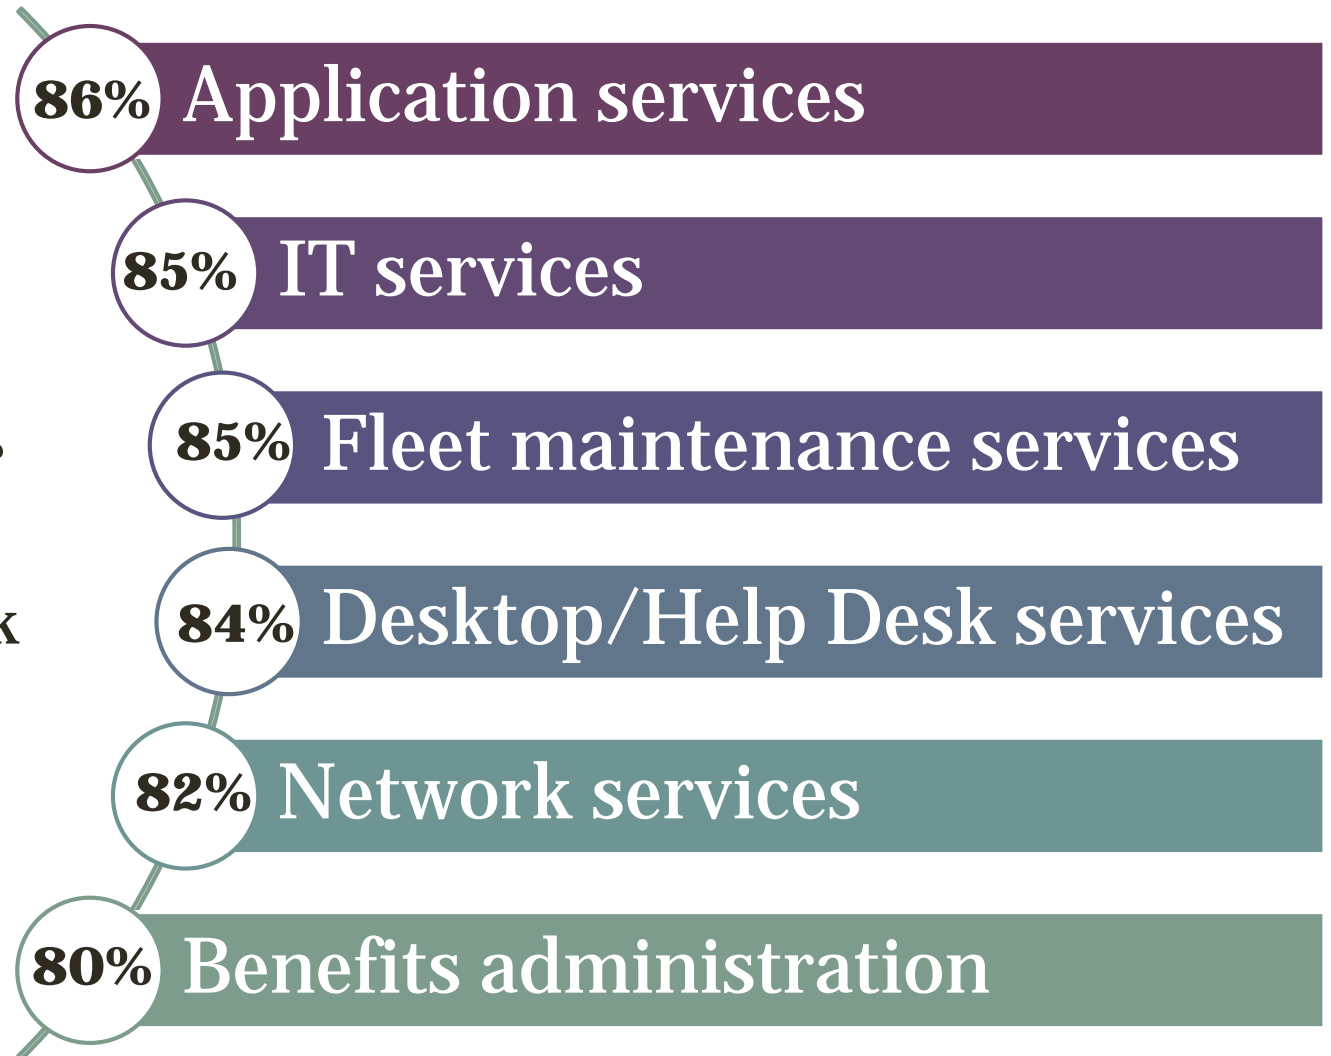 86% Application services
85% IT services
85% Fleet maintenance services
84% Desktop/Help Desk services
k
82% Network services
80% Benefits administration